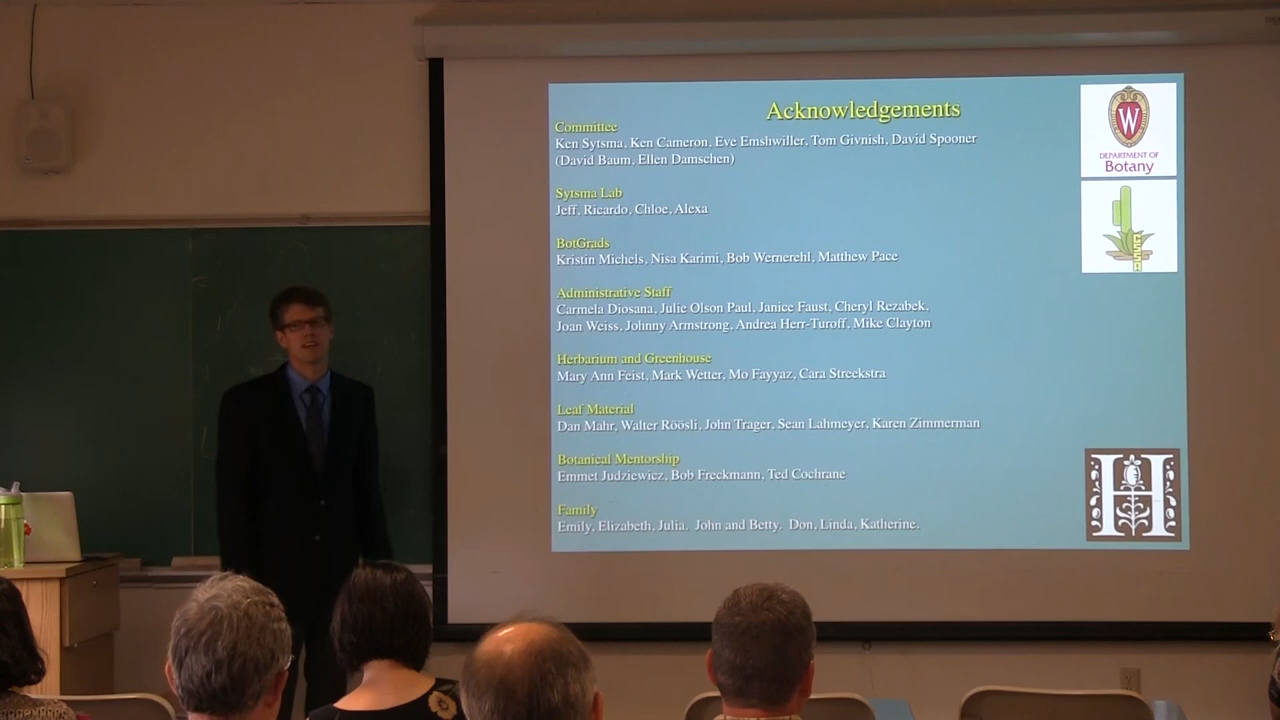 Acknowledgements
Committee
Ken Sytsma, Ken Cameron, Eve Emshwiller, Tom Givnish, David Spooner
(David Baum, Ellen Damschen)
Sytsma Lab
Jeff, Ricardo, Chloe, Alexa
BotGrads
Kristin Michels, Nisa Karimi, Bob Wernerehl, Matthew Pace
Administrative Staff
Carmela Diosana, Julie Olson Paul, Janice Faust, Cheryl Rezabek,
Joan Weiss, Johnny Armstrong, Andrea Herr-Turoff, Mike Clayton
Herbarium and Greenhouse
Mary Ann Feist, Mark Wetter, Mo Fayyaz, Cara Streekstra
Leaf Material
Dan Mahr, Walter Röösli, John Trager, Sean Lahmeyer, Karen Zimmerman
Botanical Mentorship
Emmet Judziewicz, Bob Freckmann, Ted Cochrane
Family
Emily, Elizabeth, Julia. John and Betty. Don, Linda, Katherine.
W
DEPARTMENT OF
Botany
H